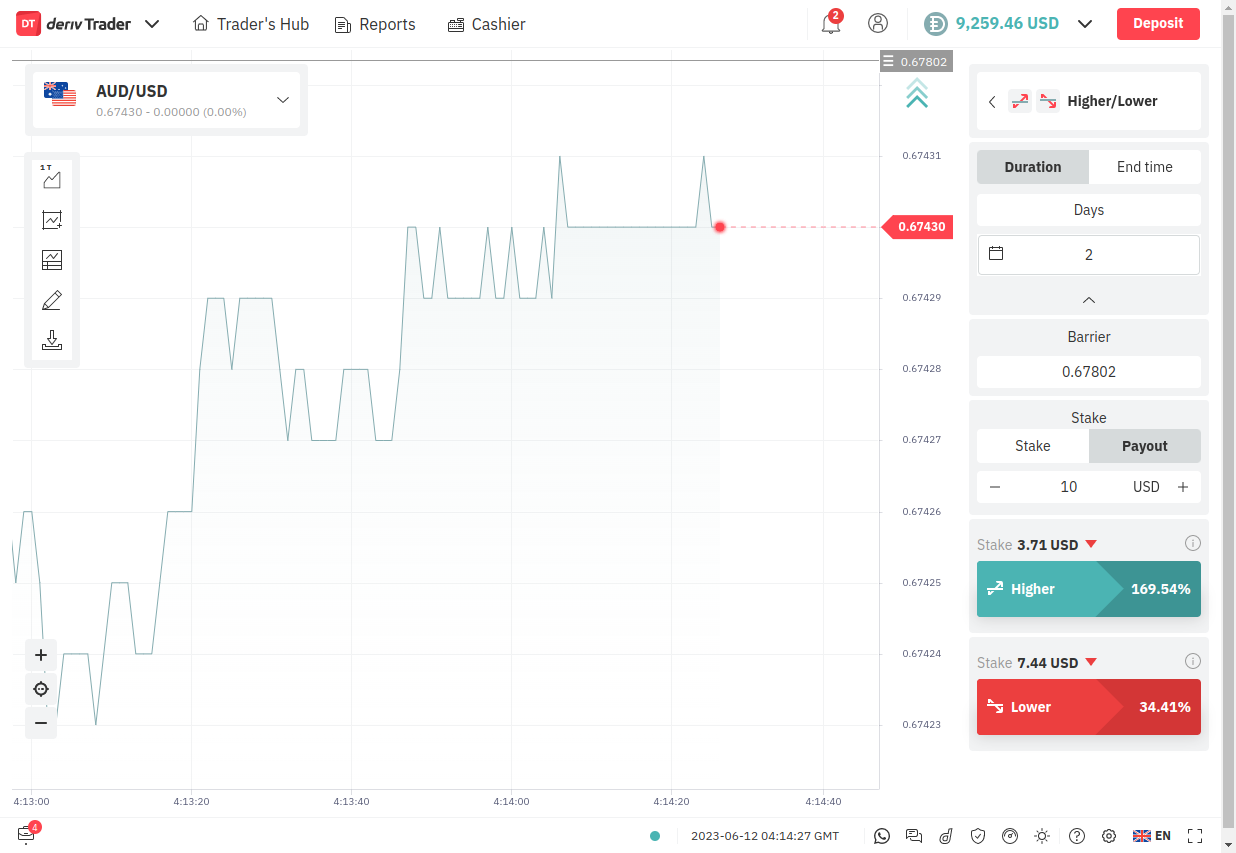 DT deriv Trader Trader's Hub Reports Cashier 2 9,259.46 USD Deposit
0.67802
AUD/USD
0.67430 - 0.00000 (0.00%)
1 T
0.67431
0.67430
0.67429
0.67428
0.67427
0.67426
0.67425
0.67424
0.67423
4:13:00 4:13:20 4:13:40 4:14:00 4:14:20 4:14:40
Higher/Lower
Duration End time
Days
2
Barrier
0.67802
Stake
Stake Payout
10 USD
Stake 3.71 USD
Higher 169.54%
Stake 7.44 USD
Lower 34.41%
4 2023-06-12 04:14:27 GMT EN